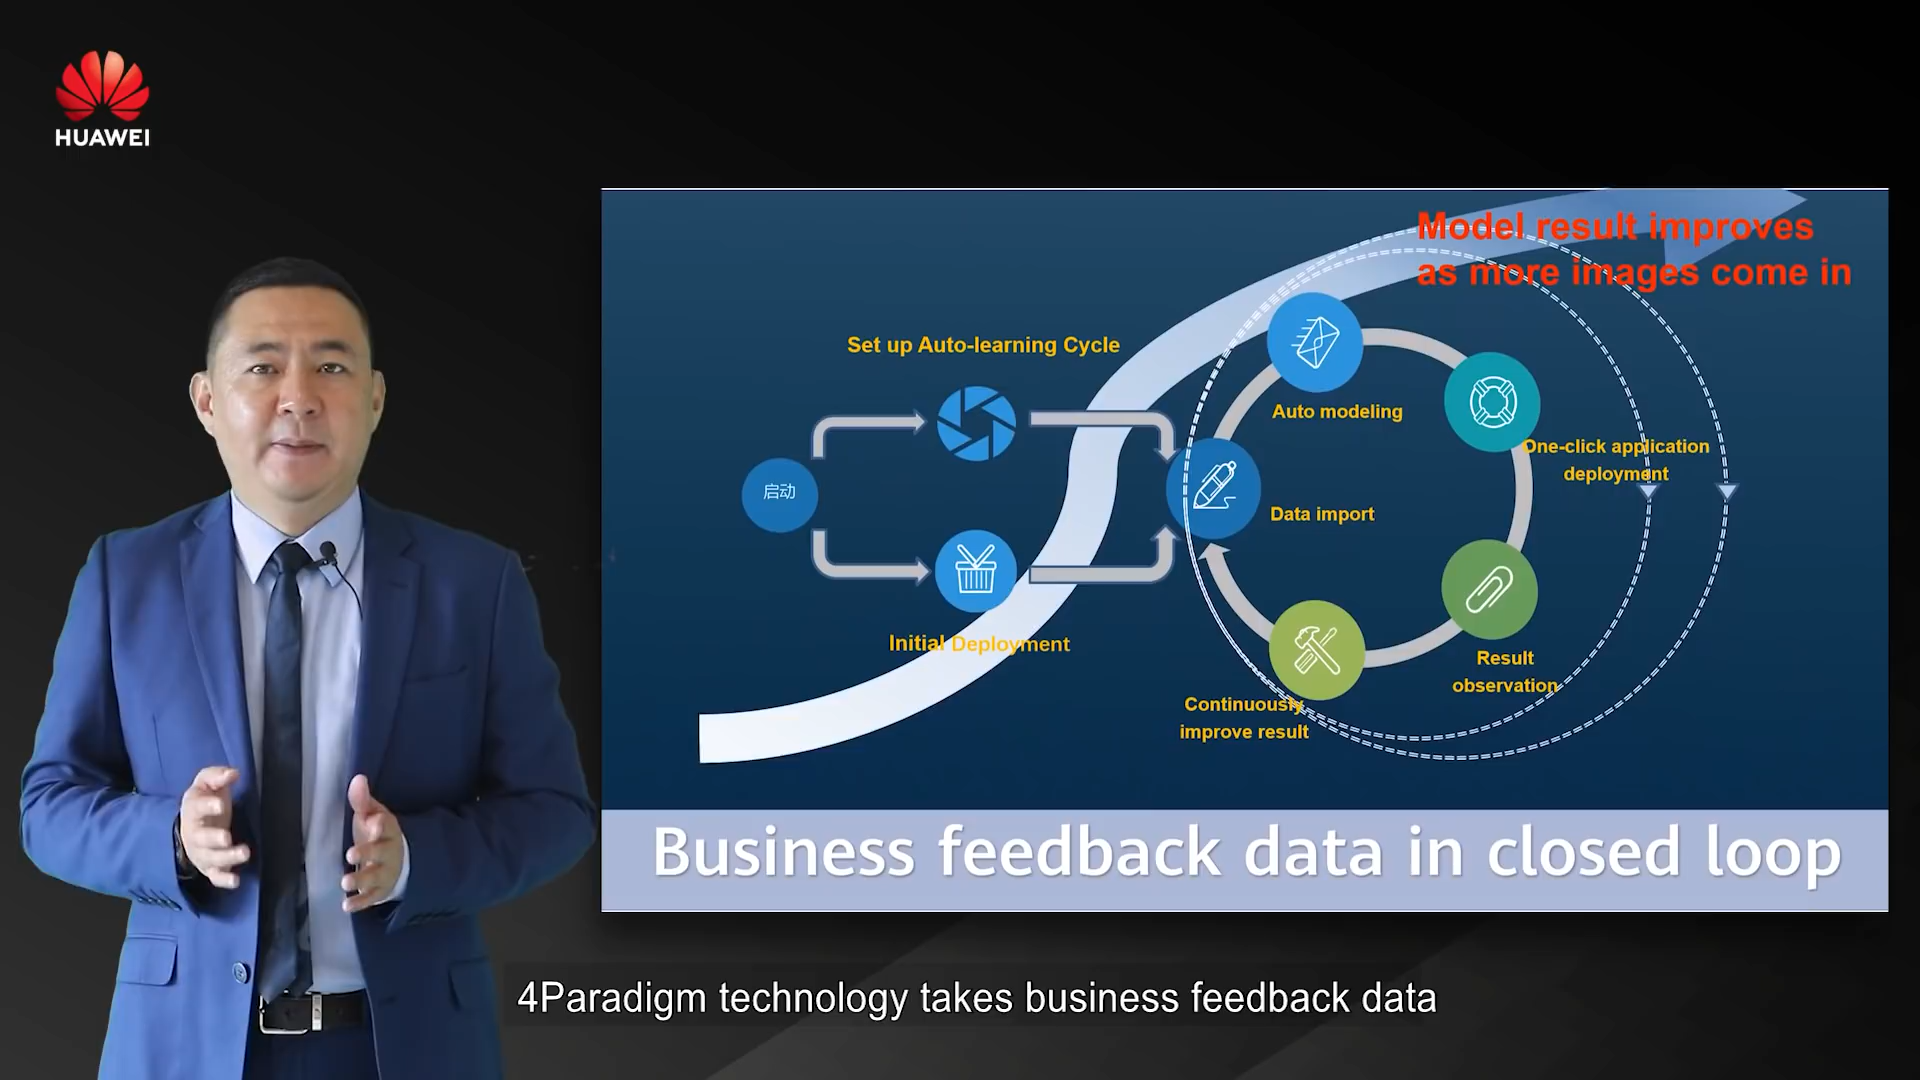 HUAWEI
Model result improves
as more images come in
Set up Auto-learning Cycle
Auto modeling
One-click application
deployment
启动
Data import
Initial Deployment
Result
observation
Continuously
improve result
Business feedback data in closed loop
4Paradigm technology takes business feedback data